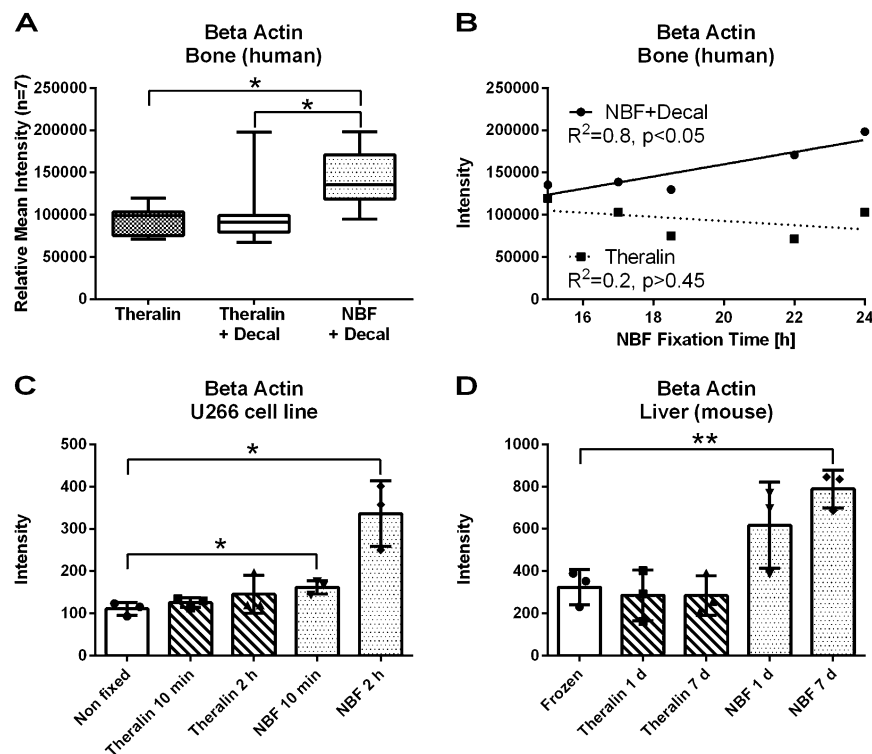 A
Beta Actin
Bone (human)
Relative Mean Intensity (n=7)
250000
200000
150000
100000
50000
0
*
*
Theralin
Theralin
+ Decal
NBF
+ Decal
B
Beta Actin
Bone (human)
Intensity
250000
200000
150000
100000
50000
0
NBF+Decal
R²=0.8, p<0.05
Theralin
R²=0.2, p>0.45
16
18
20
22
24
NBF Fixation Time [h]
C
Beta Actin
U266 cell line
Intensity
500
400
300
200
100
0
*
*
Non fixed
Theralin 10 min
Theralin 2 h
NBF 10 min
NBF 2 h
D
Beta Actin
Liver (mouse)
Intensity
1000
800
600
400
200
0
**
Frozen
Theralin 1 d
Theralin 7 d
NBF 1 d
NBF 7 d